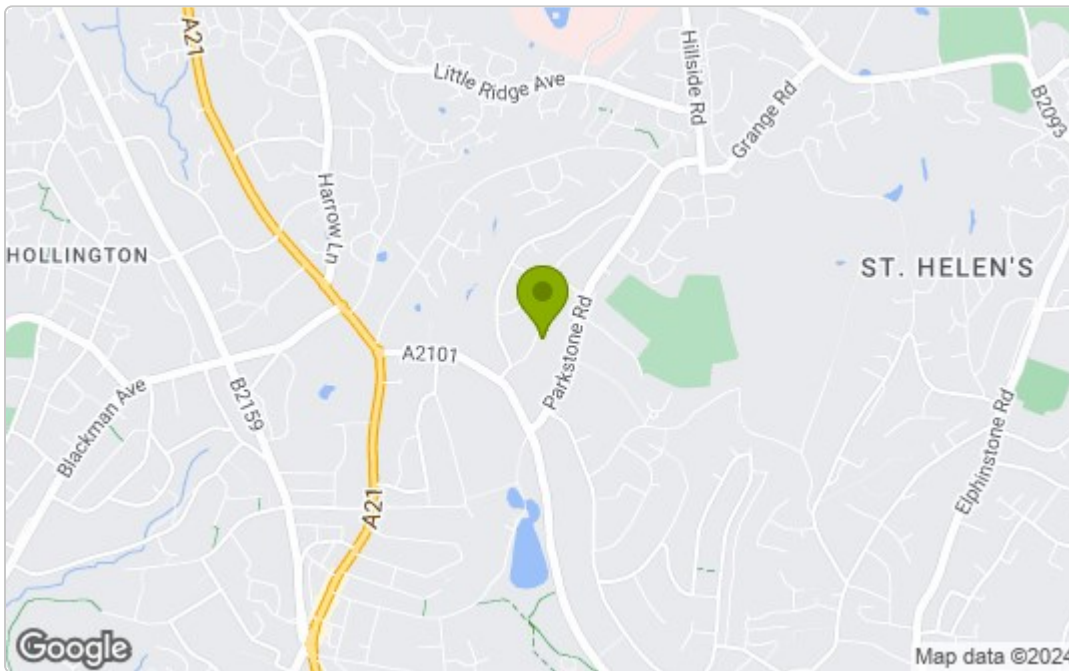 A21
Little Ridge Ave
Hillside Rd
Grange Rd
B2093
Harrow Ln
HOLLINGTON
ST. HELEN'S
Parkstone Rd
A2101
Blackman Ave
B2159
Elphinstone Rd
A21
Google
Map data ©2024